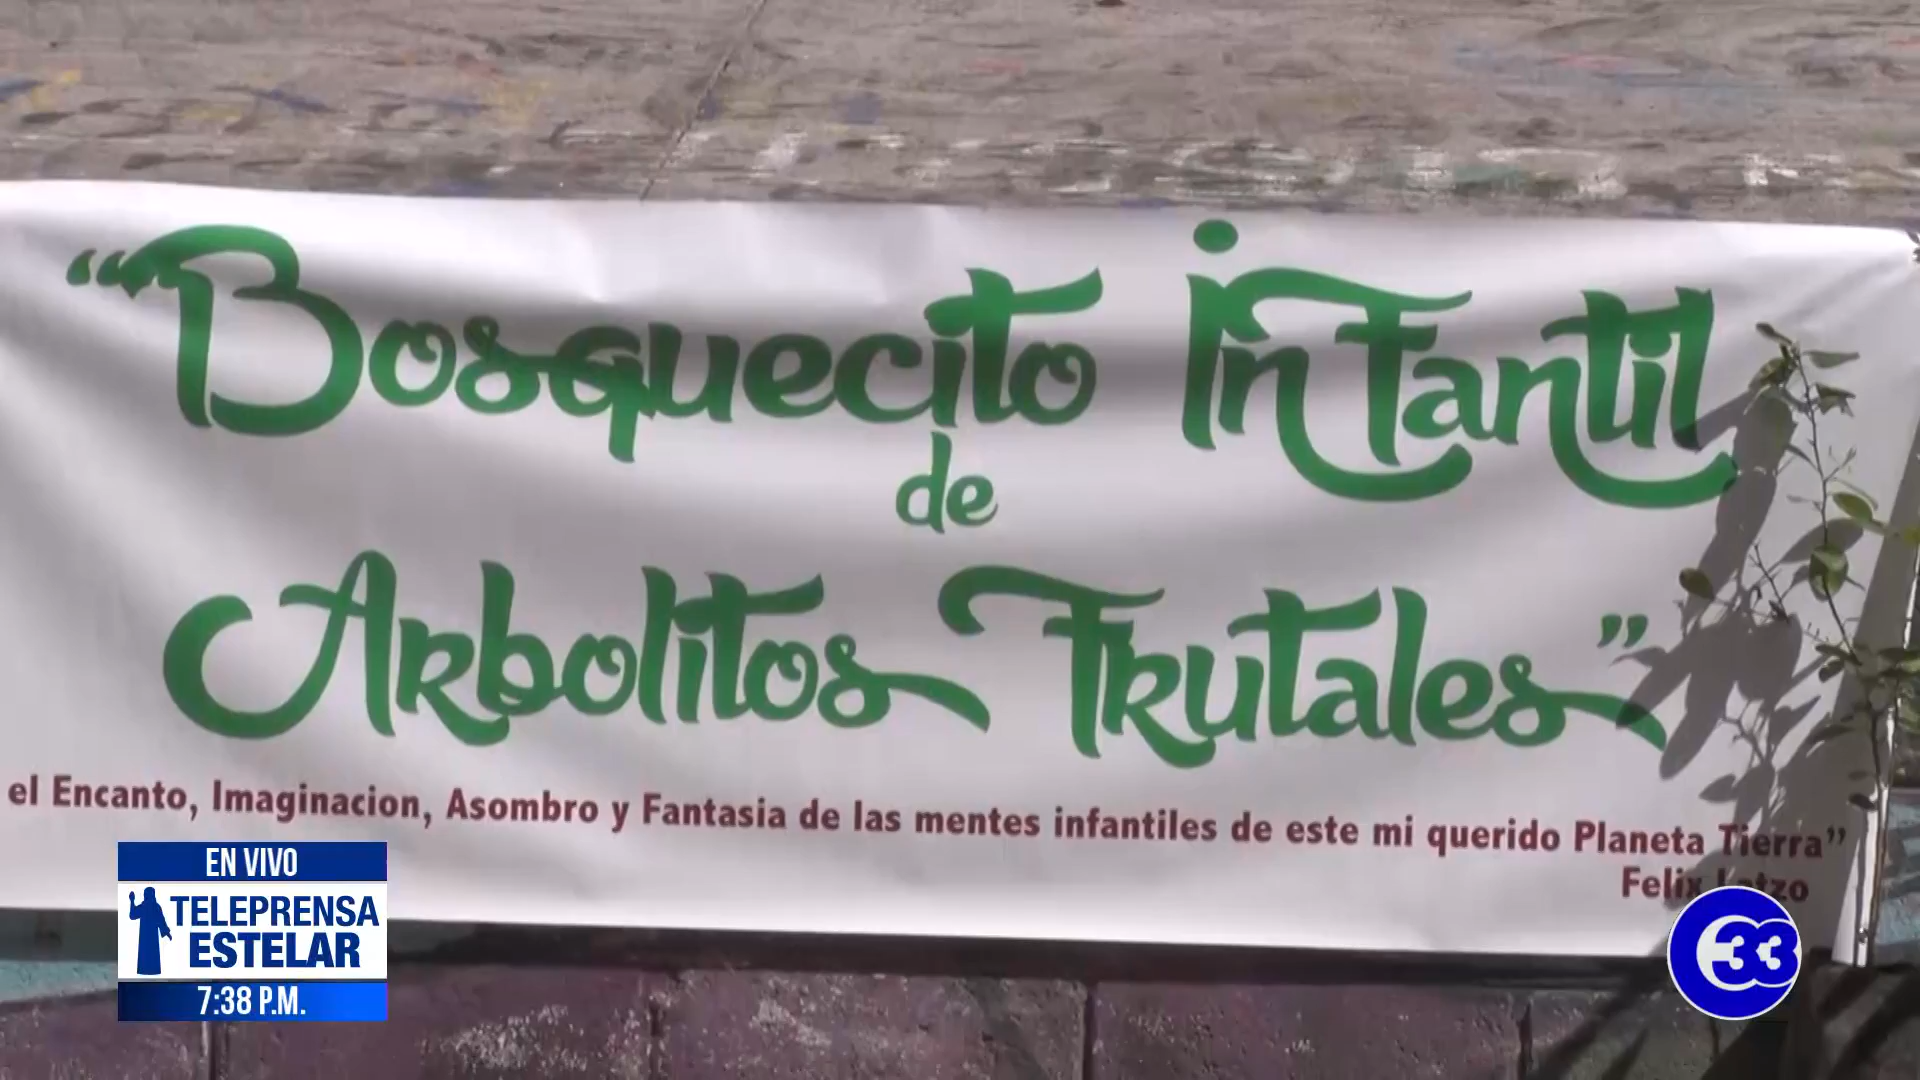 “Bosquecito Infantil
de
Arbolitos Frutales”
el Encanto, Imaginacion, Asombro y Fantasia de las mentes infantiles de este mi querido Planeta Tierra”
Felix
EN VIVO
TELEPRENSA
ESTELAR
7:38 P.M.
33